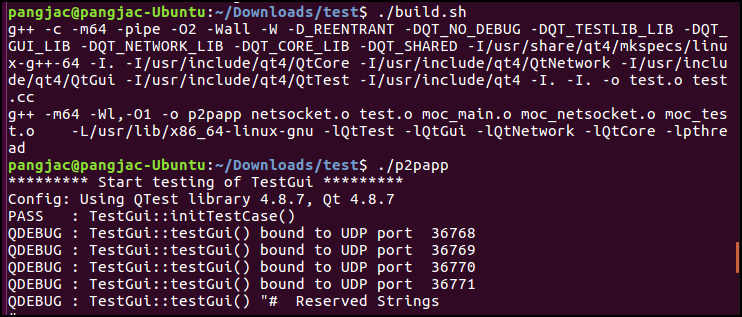 pangjac@pangjac-Ubuntu:~/Downloads/test$ ./build.sh
g++ -c -m64 -pipe -O2 -Wall -W -D_REENTRANT -DQT_NO_DEBUG -DQT_TESTLIB_LIB -DQT_
GUI_LIB -DQT_NETWORK_LIB -DQT_CORE_LIB -DQT_SHARED -I/usr/share/qt4/mkspecs/linu
x-g++-64 -I. -I/usr/include/qt4/QtCore -I/usr/include/qt4/QtNetwork -I/usr/inclu
de/qt4/QtGui -I/usr/include/qt4/QtTest -I/usr/include/qt4 -I. -I. -o test.o test
.cc
g++ -m64 -Wl,-O1 -o p2papp netsocket.o test.o moc_main.o moc_netsocket.o moc_tes
t.o    -L/usr/lib/x86_64-linux-gnu -lQtTest -lQtGui -lQtNetwork -lQtCore -lpthre
ad
pangjac@pangjac-Ubuntu:~/Downloads/test$ ./p2papp
********* Start testing of TestGui *********
Config: Using QTest library 4.8.7, Qt 4.8.7
PASS   : TestGui::initTestCase()
QDEBUG : TestGui::testGui() bound to UDP port  36768
QDEBUG : TestGui::testGui() bound to UDP port  36769
QDEBUG : TestGui::testGui() bound to UDP port  36770
QDEBUG : TestGui::testGui() bound to UDP port  36771
QDEBUG : TestGui::testGui() "#  Reserved Strings